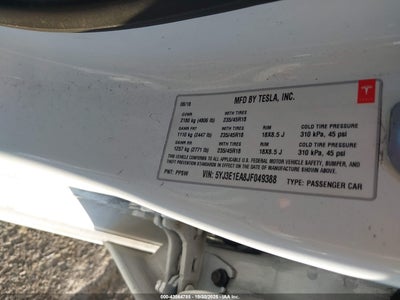 08/18 MFD BY TESLA, INC.
GVWR WITH TIRES RIM COLD TIRE PRESSURE
2180 kg (4806 lb) 235/45R18 18X8.5 J 310 kPa, 45 psi
GAWR FRT WITH TIRES RIM COLD TIRE PRESSURE
1110 kg (2447 lb) 235/45R18 18X8.5 J 310 kPa, 45 psi
GAWR RR WITH TIRES
1257 kg (2771 lb) 235/45R18
THIS VEHICLE CONFORMS TO ALL APPLICABLE
U.S. FEDERAL MOTOR VEHICLE SAFETY, BUMPER, AND
THEFT PREVENTION STANDARDS IN EFFECT ON THE
DATE OF MANUFACTURE SHOWN ABOVE.
PNT: PPSW VIN: 5YJ3E1EA8JF049388 TYPE: PASSENGER CAR